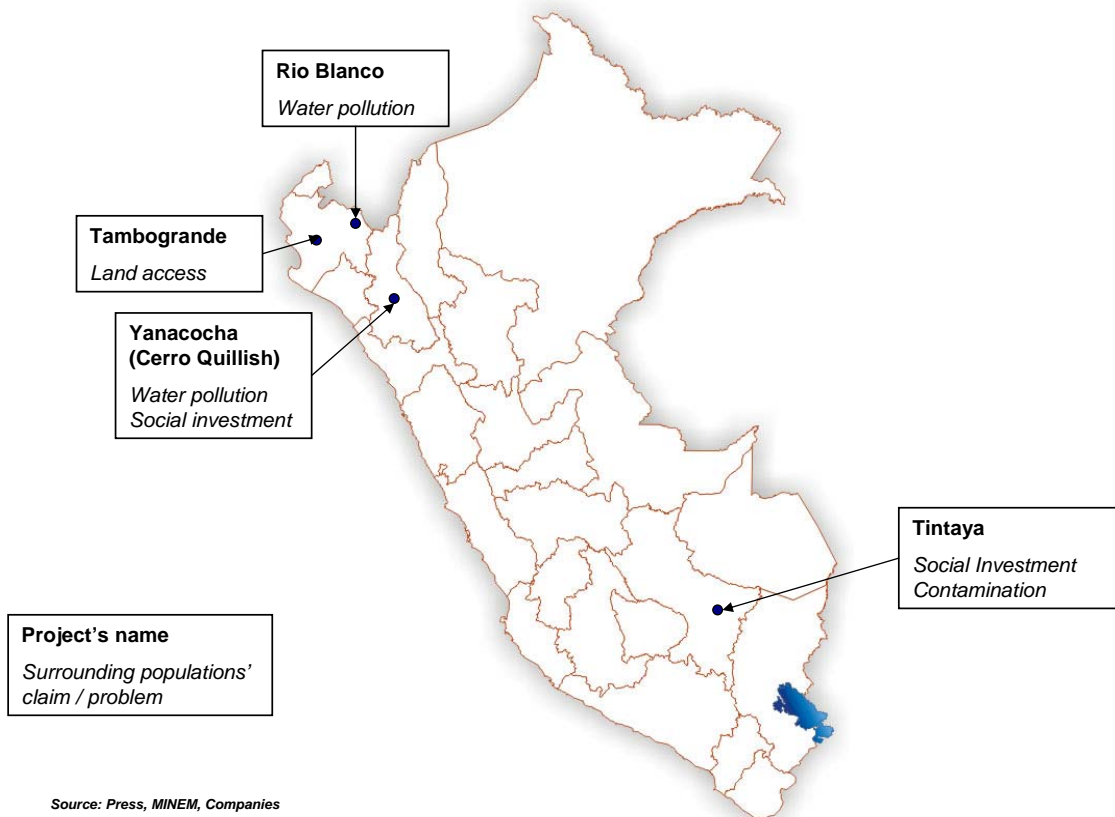 Rio Blanco
Water pollution
Tambogrande
Land access
Yanacocha
(Cerro Quillish)
Water pollution
Social investment
Tintaya
Social Investment
Contamination
Project's name
Surrounding populations'
claim / problem
Source: Press, MINEM, Companies